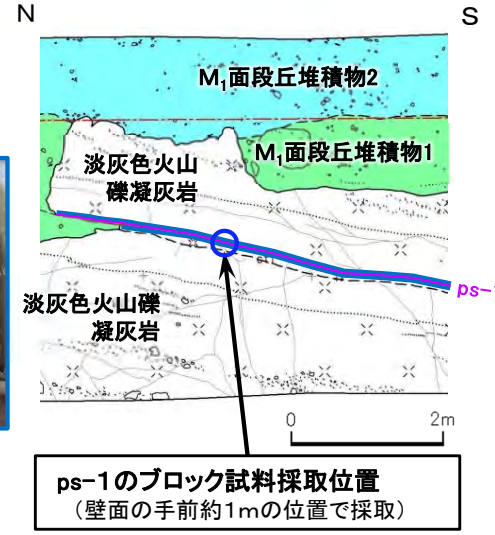 N
S
M₁面段丘堆積物2
M₁面段丘堆積物1
淡灰色火山
礫凝灰岩
淡灰色火山礫
凝灰岩
ps-1
0 2m
ps-1のブロック試料採取位置
（壁面の手前約1mの位置で採取）